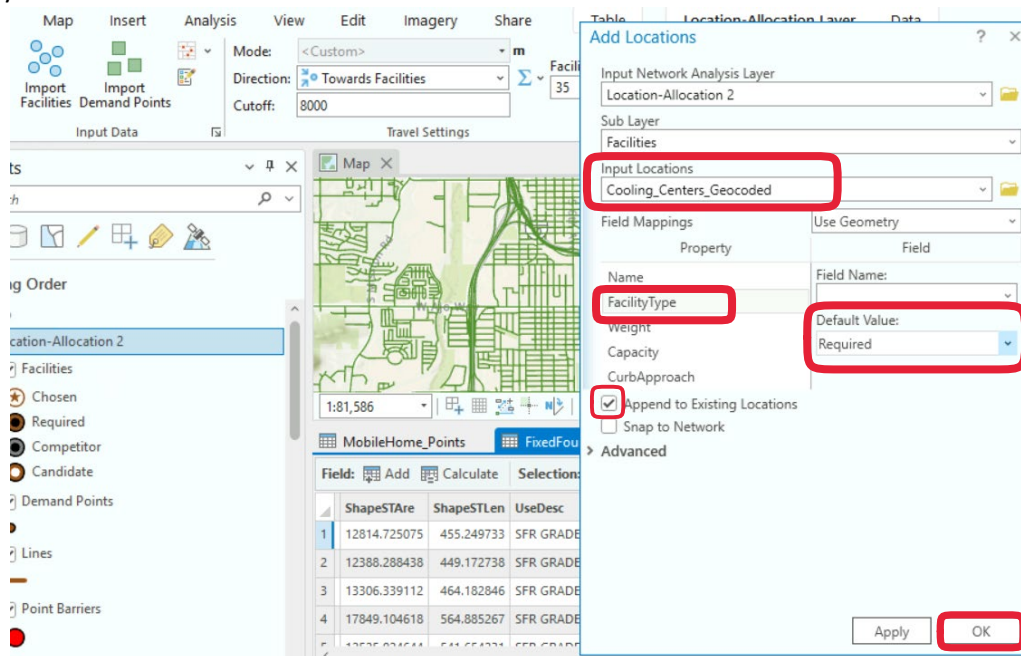 Map Insert Analysis View Edit Imagery Share Table Location-Allocation Layer Data
Import Facilities
Import Demand Points
Input Data
Mode: <Custom>
Direction: Towards Facilities
Cutoff: 8000
Travel Settings
m
35
Map
ng Order
cation-Allocation 2
Facilities
Chosen
Required
Competitor
Candidate
Demand Points
Lines
Point Barriers
1:81,586
MobileHome_Points FixedFou
Field: Add Calculate Selection:
ShapeSTAre ShapeSTLen UseDesc
1 12814.725075 455.249733 SFR GRADE
2 12388.288438 449.172738 SFR GRADE
3 13306.339112 464.182846 SFR GRADE
4 17849.104618 564.885267 SFR GRADE
Add Locations ?
Input Network Analysis Layer
Location-Allocation 2
Sub Layer
Facilities
Input Locations
Cooling_Centers_Geocoded
Field Mappings Use Geometry
Property Field
Name
FacilityType
Weight
Capacity
CurbApproach
Field Name:
Default Value:
Required
Append to Existing Locations
Snap to Network
Advanced
Apply OK